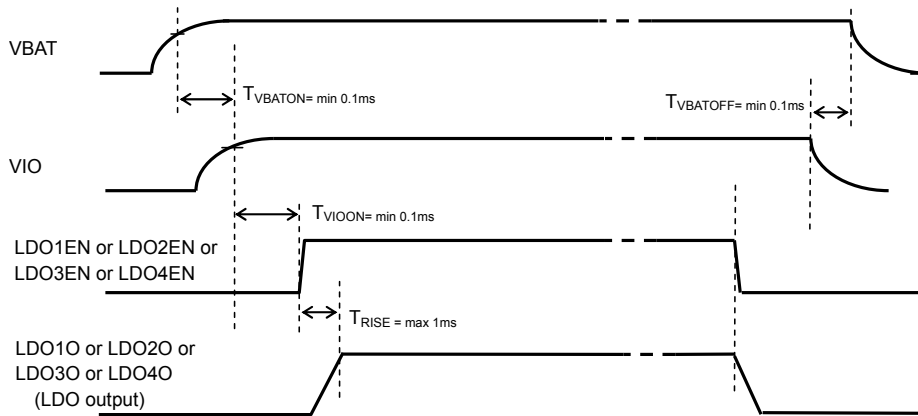 VBAT
TVBATON= min 0.1ms
TVBATOFF= min 0.1ms
VIO
TVIOON= min 0.1ms
LDO1EN or LDO2EN or
LDO3EN or LDO4EN
TRISE = max 1ms
LDO1O or LDO2O or
LDO3O or LDO4O
(LDO output)